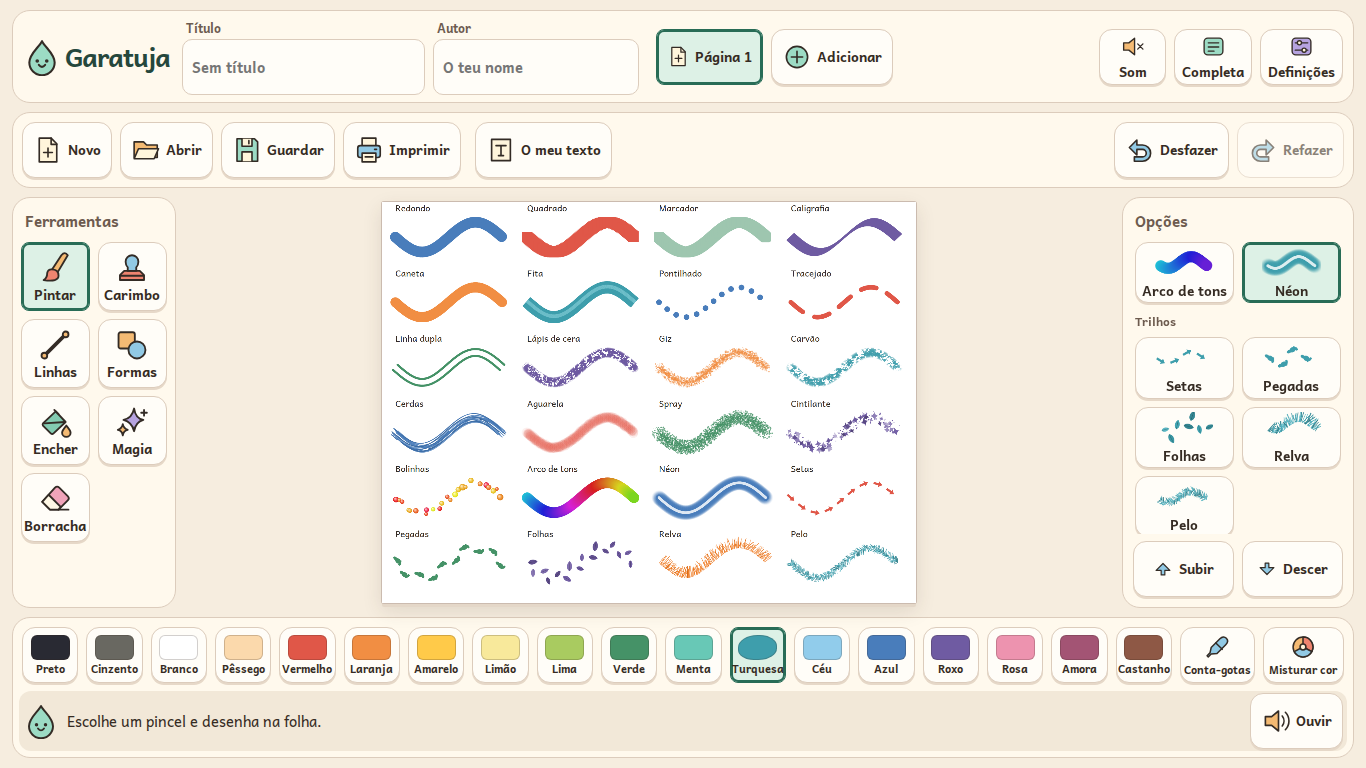 Garatuja
Título
Sem título
Autor
O teu nome
Página 1
Adicionar
Som
Completa
Definições
Novo
Abrir
Guardar
Imprimir
O meu texto
Desfazer
Refazer
Ferramentas
Pintar
Carimbo
Linhas
Formas
Encher
Magia
Borracha
Redondo
Quadrado
Marcador
Caligrafia
Caneta
Fita
Pontilhado
Tracejado
Linha dupla
Lápis de cera
Giz
Carvão
Cerdas
Aguarela
Spray
Cintilante
Bolinhas
Arco de tons
Néon
Setas
Pegadas
Folhas
Relva
Pelo
Opções
Arco de tons
Néon
Trilhos
Setas
Pegadas
Folhas
Relva
Pelo
Subir
Descer
Preto
Cinzento
Branco
Pêssego
Vermelho
Laranja
Amarelo
Limão
Lima
Verde
Menta
Turquesa
Céu
Azul
Roxo
Rosa
Amora
Castanho
Conta-gotas
Misturar cor
Escolhe um pincel e desenha na folha.
Ouvir